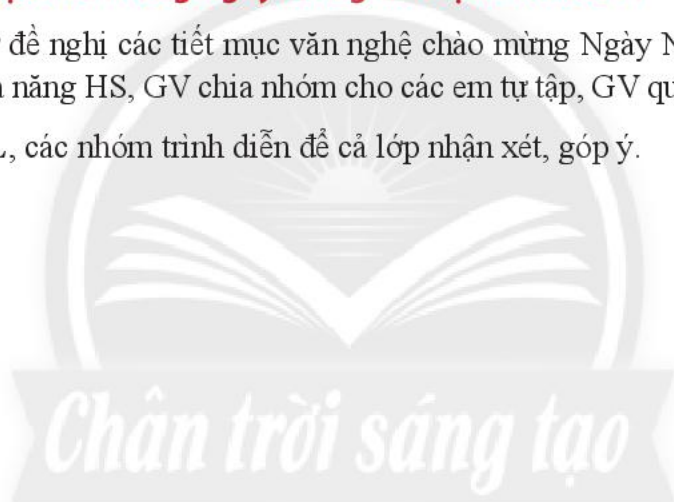 đề nghị các tiết mục văn nghệ chào mừng Ngày
năng HS, GV chia nhóm cho các em tự tập, GV
, các nhóm trình diễn để cả lớp nhận xét, góp ý.
Chân trời sáng tạo